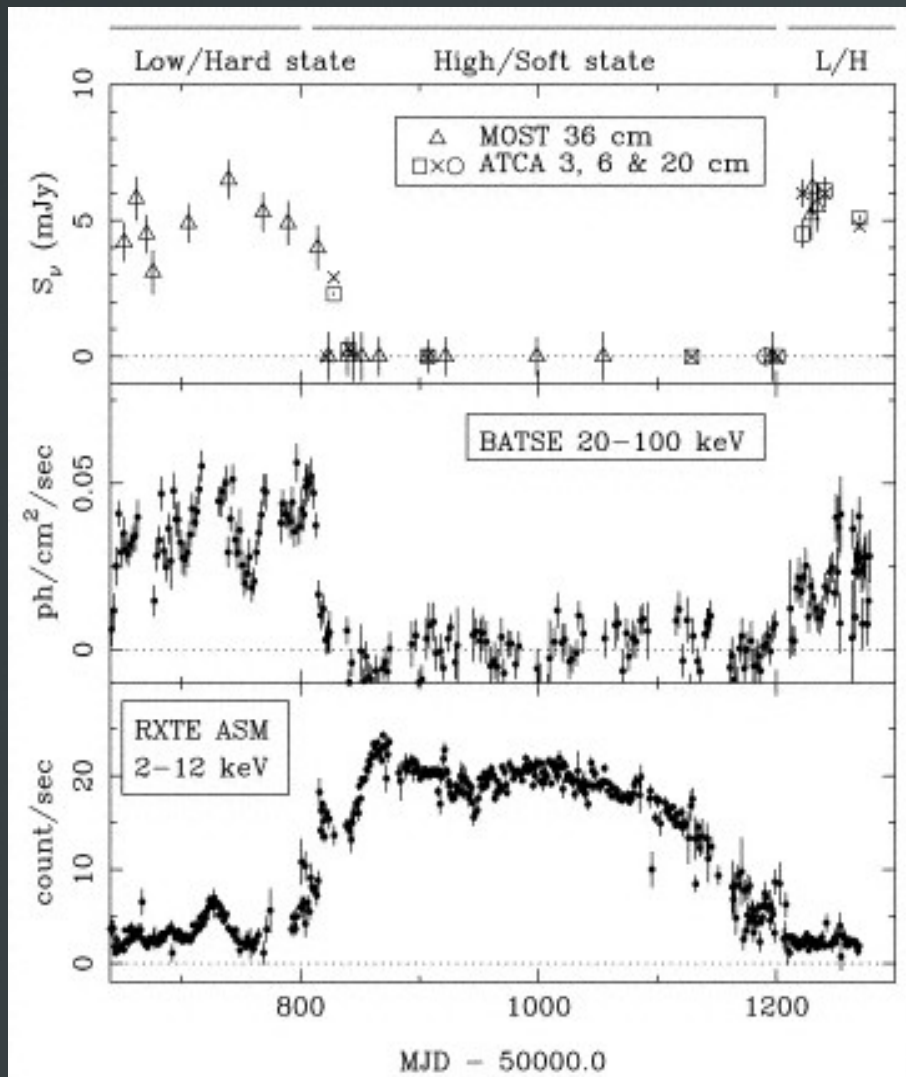 Low/Hard state High/Soft state L/H
10
5
0
S_ν (mJy)
△ MOST 36 cm
□×○ ATCA 3, 6 & 20 cm
0.05
0
ph/cm²/sec
BATSE 20−100 keV
RXTE ASM
2−12 keV
20
10
0
count/sec
800 1000 1200
MJD − 50000.0